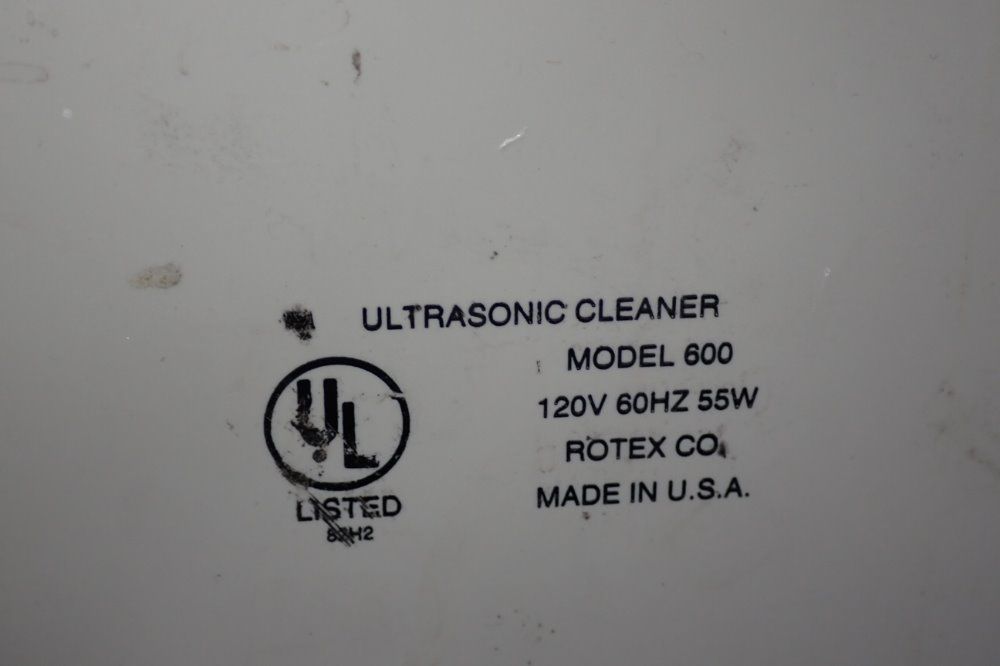 ULTRASONIC CLEANER
MODEL 600
120V 60HZ 55W
ROTEX CO.
MADE IN U.S.A.
UL
LISTED